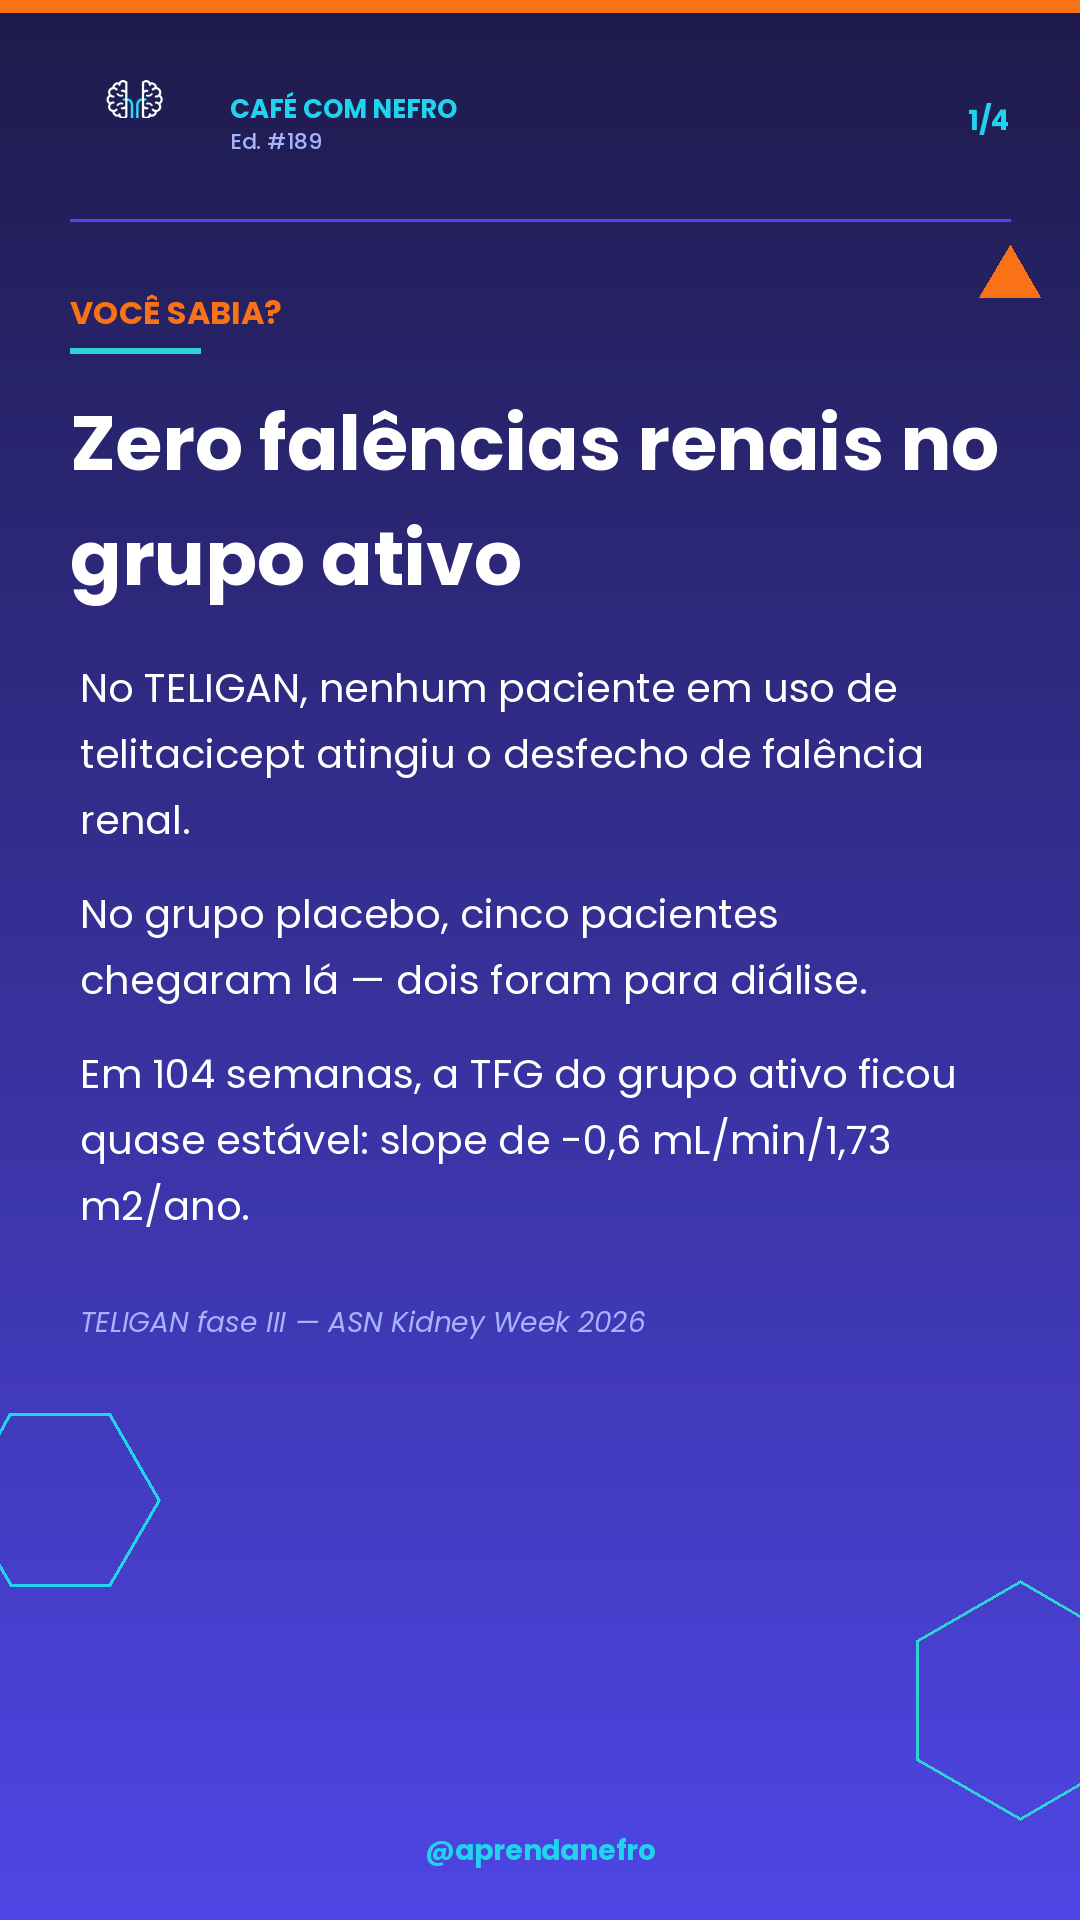 CAFÉ COM NEFRO
Ed. #189
1/4
VOCÊ SABIA?
Zero falências renais no
grupo ativo
No TELIGAN, nenhum paciente em uso de
telitacicept atingiu o desfecho de falência
renal.
No grupo placebo, cinco pacientes
chegaram lá — dois foram para diálise.
Em 104 semanas, a TFG do grupo ativo ficou
quase estável: slope de -0,6 mL/min/1,73
m2/ano.
TELIGAN fase III — ASN Kidney Week 2026
@aprendanefro